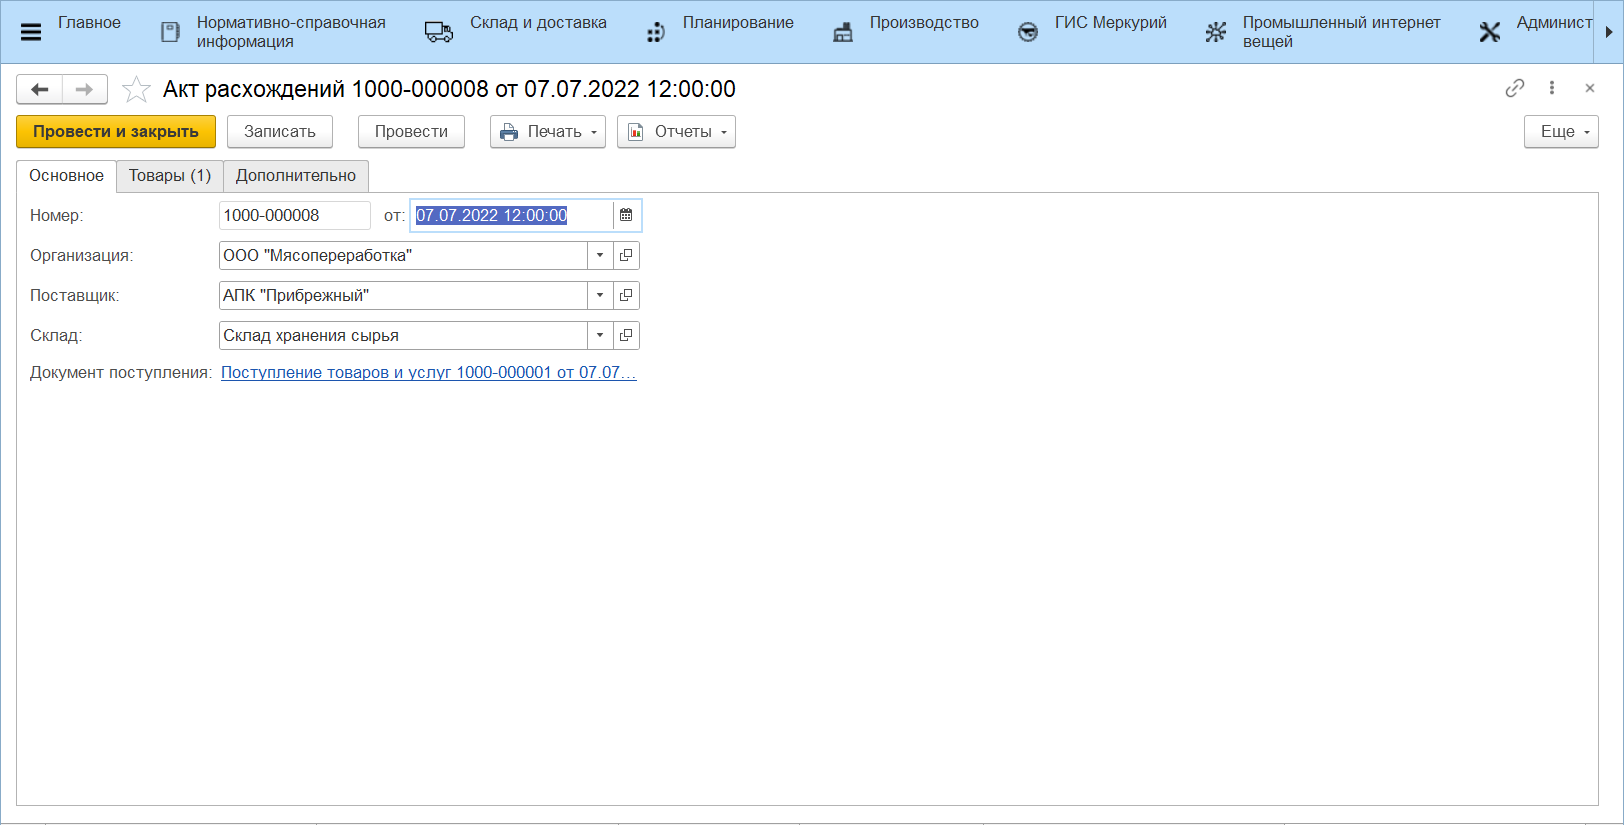 Главное
Нормативно-справочная
информация
Склад и доставка
Планирование
Производство
ГИС Меркурий
Промышленный интернет
вещей
Админист
Акт расхождений 1000-000008 от 07.07.2022 12:00:00
Провести и закрыть
Записать
Провести
Печать
Отчеты
Еще
Основное
Товары (1)
Дополнительно
Номер: 1000-000008 от: 07.07.2022 12:00:00
Организация: ООО "Мясопереработка"
Поставщик: АПК "Прибрежный"
Склад: Склад хранения сырья
Документ поступления: Поступление товаров и услуг 1000-000001 от 07.07...